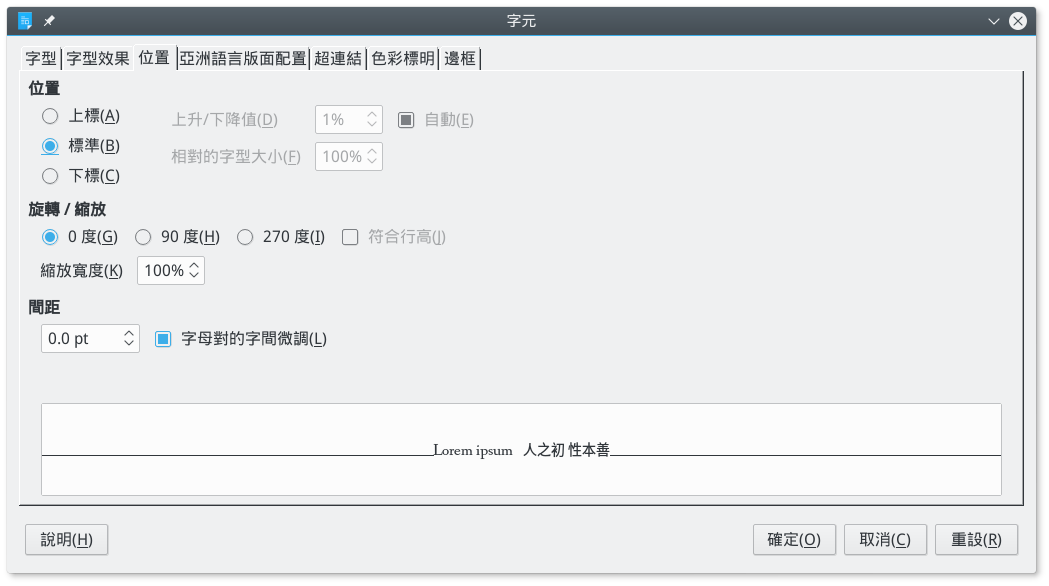 字元
字型 字型效果 位置 亞洲語言版面配置 超連結 色彩標明 邊框
位置
上標(A) 上升/下降值(D) 1% 自動(E)
標準(B) 相對的字型大小(F) 100%
下標(C)
旋轉 / 縮放
0 度(G) 90 度(H) 270 度(I) 符合行高(J)
縮放寬度(K) 100%
間距
0.0 pt 字母對的字間微調(L)
Lorem ipsum 人之初 性本善
說明(H) 確定(O) 取消(C) 重設(R)